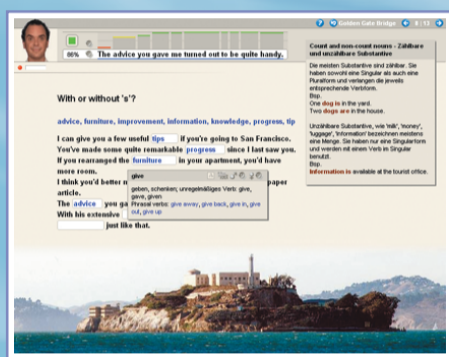 Golden Gate Bridge 8 | 13
86% The advice you gave me turned out to be quite handy.
Count and non-count nouns - Zählbare
und unzählbare Substantive
Die meisten Substantive sind zählbar. Sie
haben sowohl eine Singular als auch eine
Pluralform und verlangen die jeweils
entsprechende Verbform.
Bsp.
One dog is in the yard.
Two dogs are in the house.
Unzählbare Substantive, wie 'milk', 'money',
'luggage', 'information' bezeichnen meistens
eine Menge. Sie haben nur eine Singularform
und werden mit einem Verb im Singular
benutzt.
Bsp.
Information is available at the tourist office.
With or without 's'?
advice, furniture, improvement, information, knowledge, progress, tip
I can give you a few useful tips if you're going to San Francisco.
You've made some quite remarkable progress since I last saw you.
If you rearranged the furniture in your apartment, you'd have
more room.
I think you'd better paper
article.
The advice you ga
With his extensive
just like that.
give
geben, schenken; unregelmäßiges Verb: give,
gave, given
Phrasal verbs: give away, give back, give in, give
out, give up